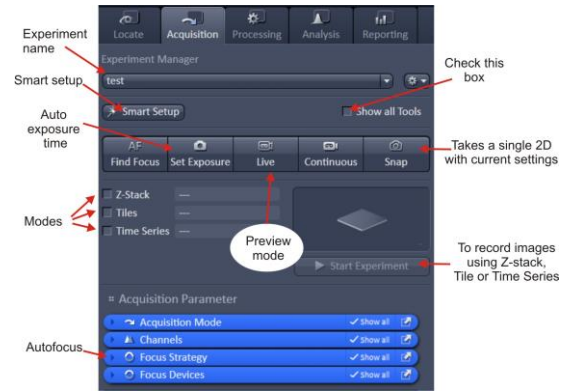 Locate
Acquisition
Processing
Analysis
Reporting
Experiment
name
Experiment Manager
test
Check this
box
Smart setup
Smart Setup
Show all Tools
Auto
exposure
time
AF
Find Focus
Set Exposure
Live
Continuous
Snap
Takes a single 2D
with current settings
Modes
Z-Stack
Tiles
Time Series
Preview
mode
Start Experiment
To record images
using Z-stack,
Tile or Time Series
Acquisition Parameter
Acquisition Mode
Show all
Channels
Show all
Autofocus
Focus Strategy
Show all
Focus Devices
Show all